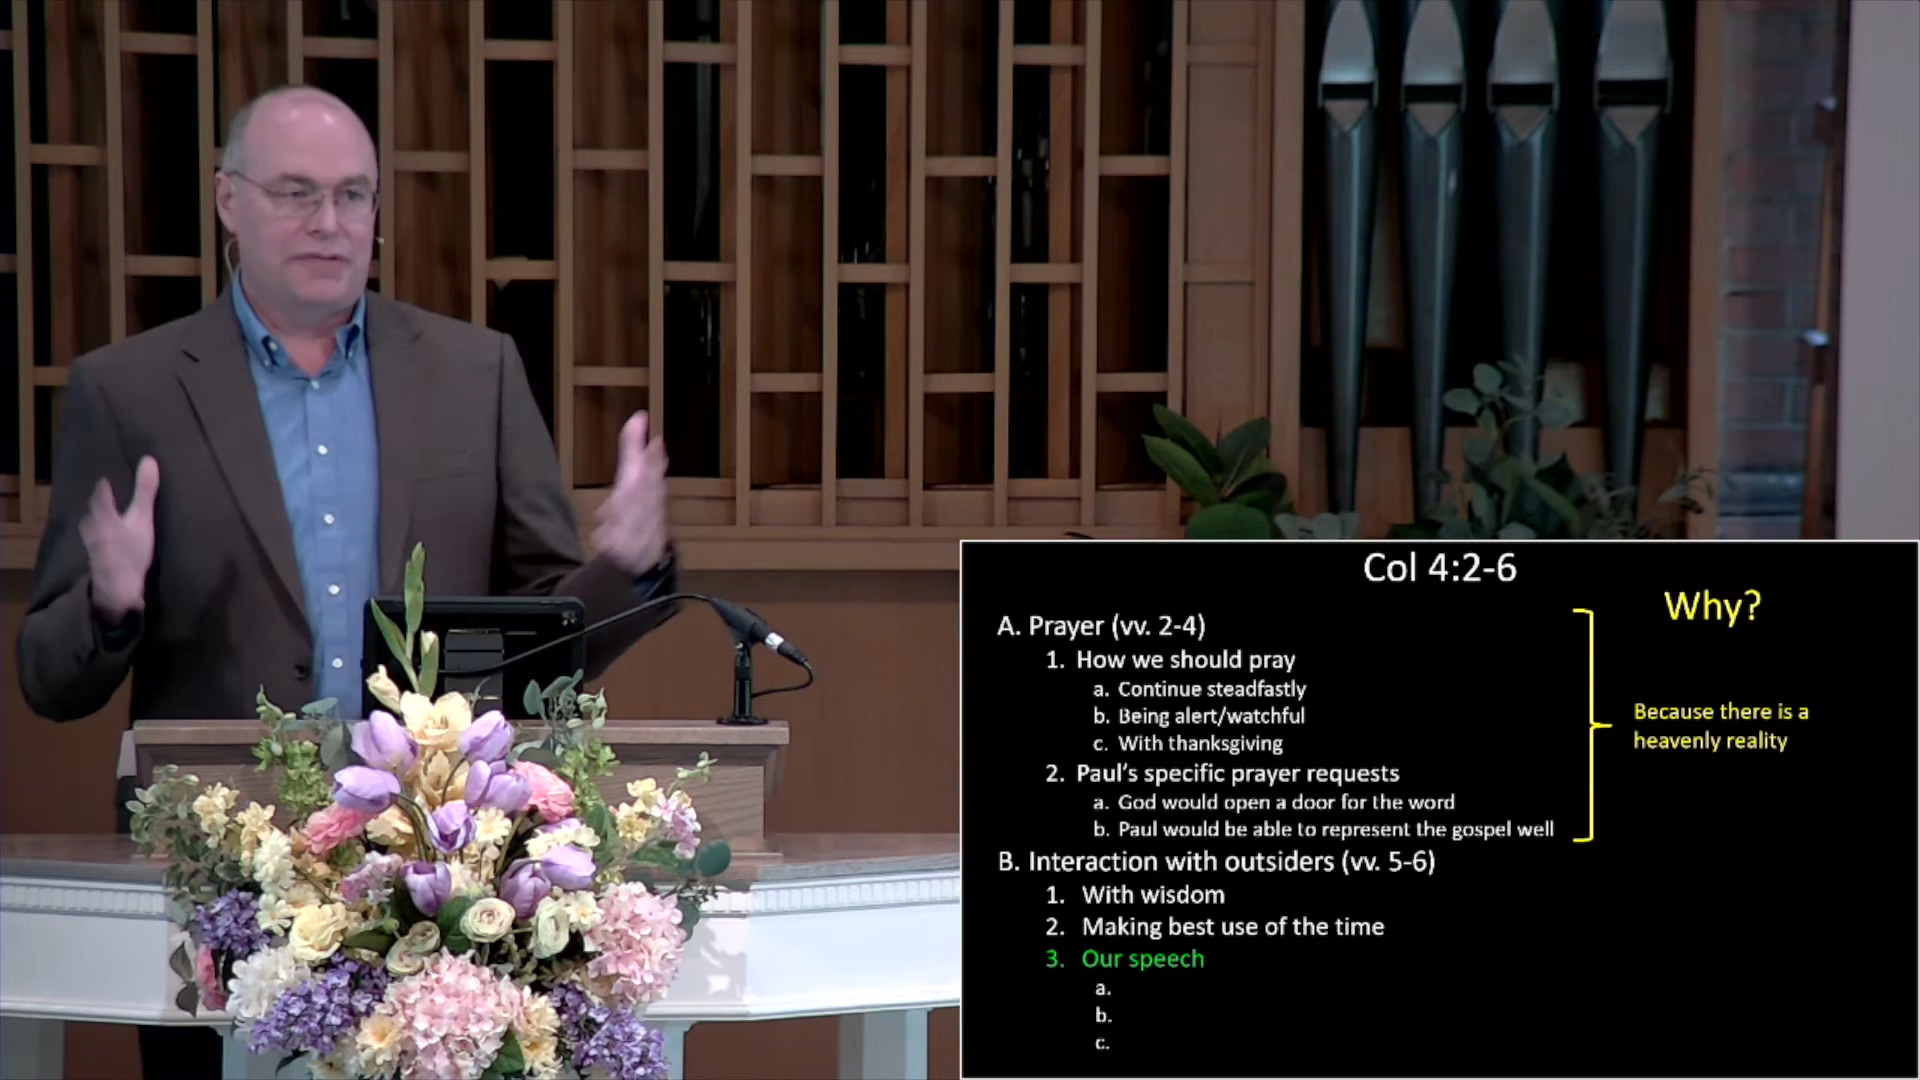 Col 4:2-6
Why?
A. Prayer (vv. 2-4)
1. How we should pray
a. Continue steadfastly
b. Being alert/watchful
c. With thanksgiving
2. Paul's specific prayer requests
a. God would open a door for the word
b. Paul would be able to represent the gospel well
Because there is a
heavenly reality
B. Interaction with outsiders (vv. 5-6)
1. With wisdom
2. Making best use of the time
3. Our speech
a.
b.
c.